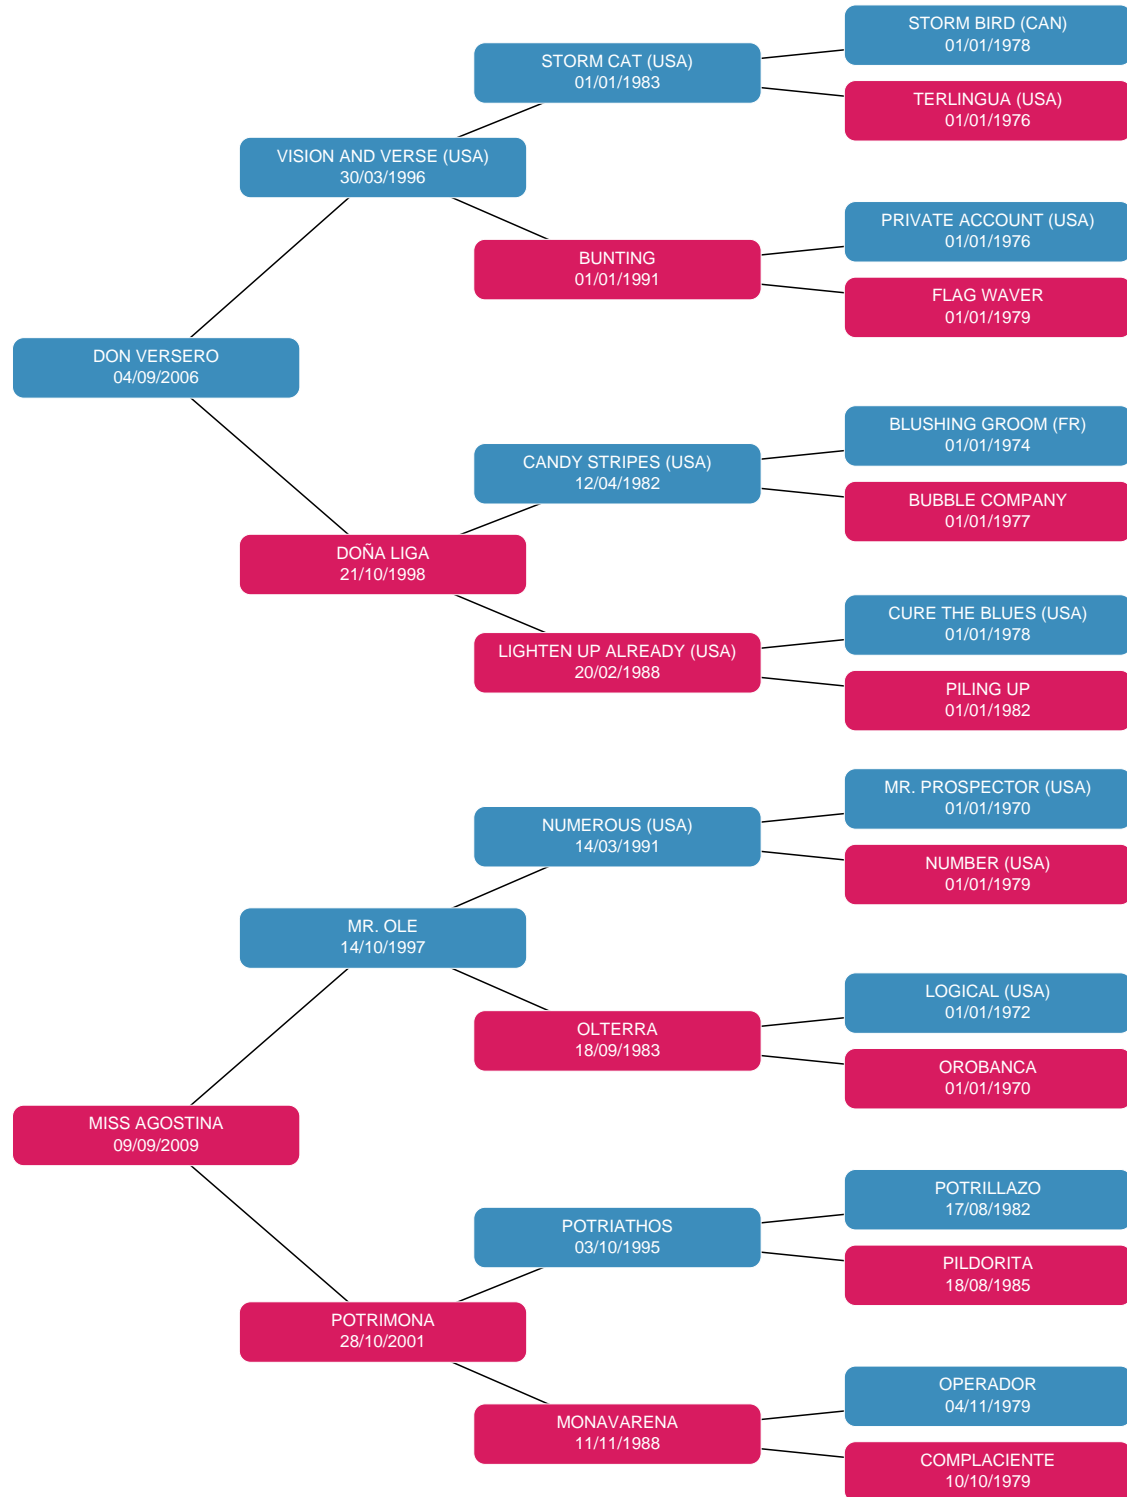 STORM BIRD (CAN)
01/01/1978
STORM CAT (USA)
01/01/1983
TERLINGUA (USA)
01/01/1976
VISION AND VERSE (USA)
30/03/1996
PRIVATE ACCOUNT (USA)
01/01/1976
BUNTING
01/01/1991
FLAG WAVER
01/01/1979
DON VERSERO
04/09/2006
BLUSHING GROOM (FR)
01/01/1974
CANDY STRIPES (USA)
12/04/1982
BUBBLE COMPANY
01/01/1977
DOÑA LIGA
21/10/1998
CURE THE BLUES (USA)
01/01/1978
LIGHTEN UP ALREADY (USA)
20/02/1988
PILING UP
01/01/1982
MR. PROSPECTOR (USA)
01/01/1970
NUMEROUS (USA)
14/03/1991
NUMBER (USA)
01/01/1979
MR. OLE
14/10/1997
LOGICAL (USA)
01/01/1972
OLTERRA
18/09/1983
OROBANCA
01/01/1970
MISS AGOSTINA
09/09/2009
POTRILLAZO
17/08/1982
POTRIATHOS
03/10/1995
PILDORITA
18/08/1985
POTRIMONA
28/10/2001
OPERADOR
04/11/1979
MONAVARENA
11/11/1988
COMPLACIENTE
10/10/1979